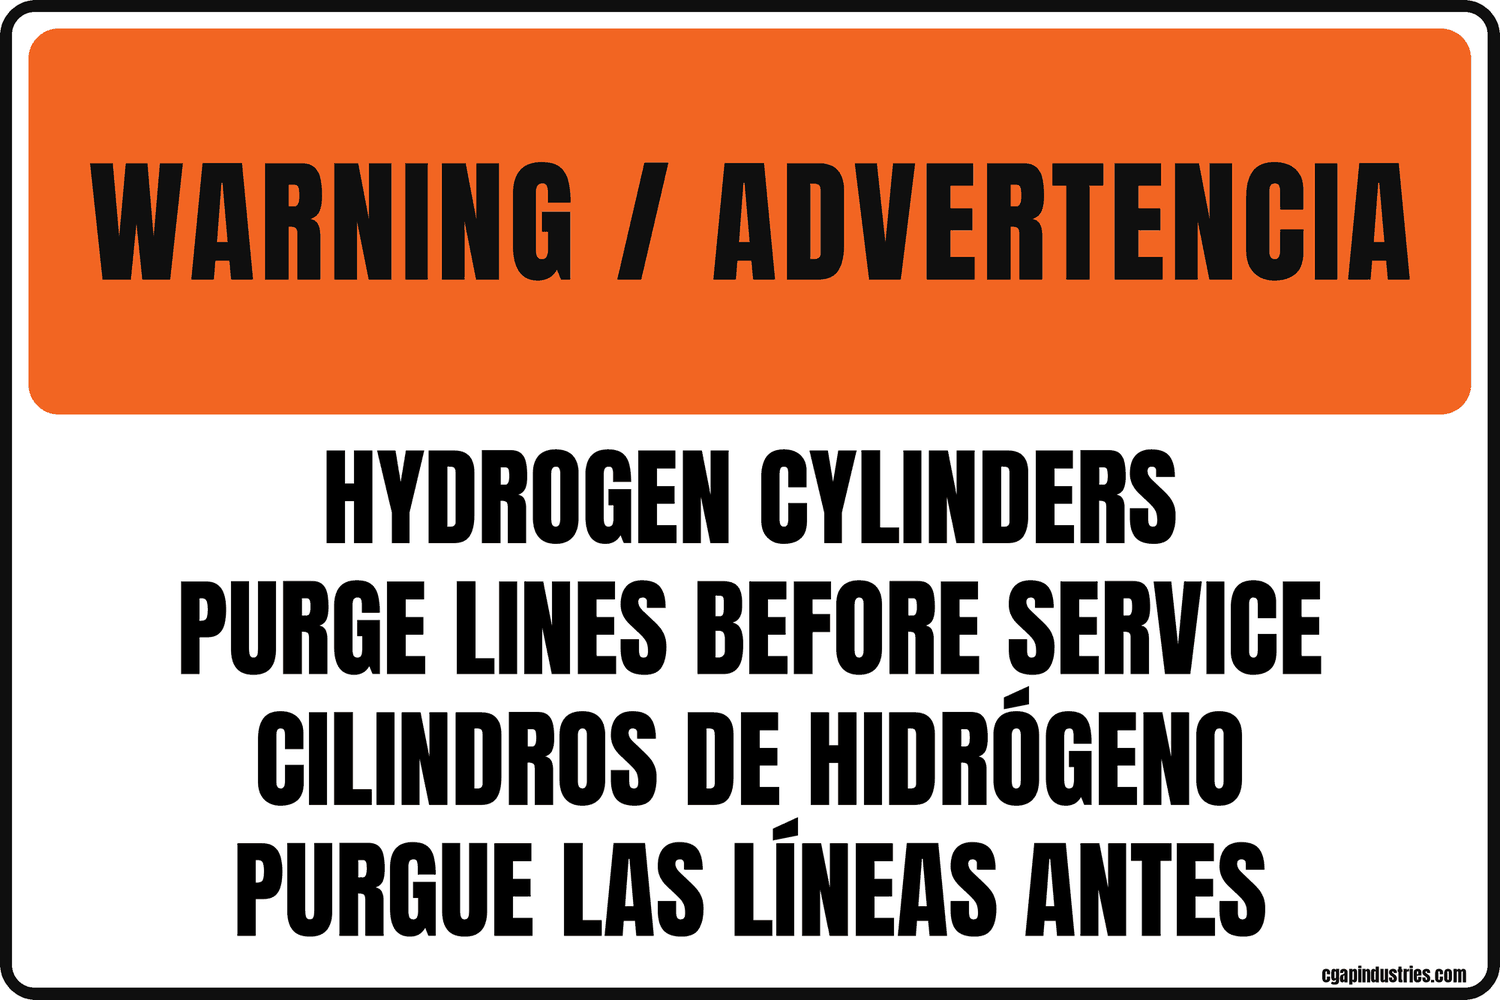 WARNING / ADVERTENCIA
HYDROGEN CYLINDERS
PURGE LINES BEFORE SERVICE
CILINDROS DE HIDRÓGENO
PURGUE LAS LÍNEAS ANTES
cgapindustries.com